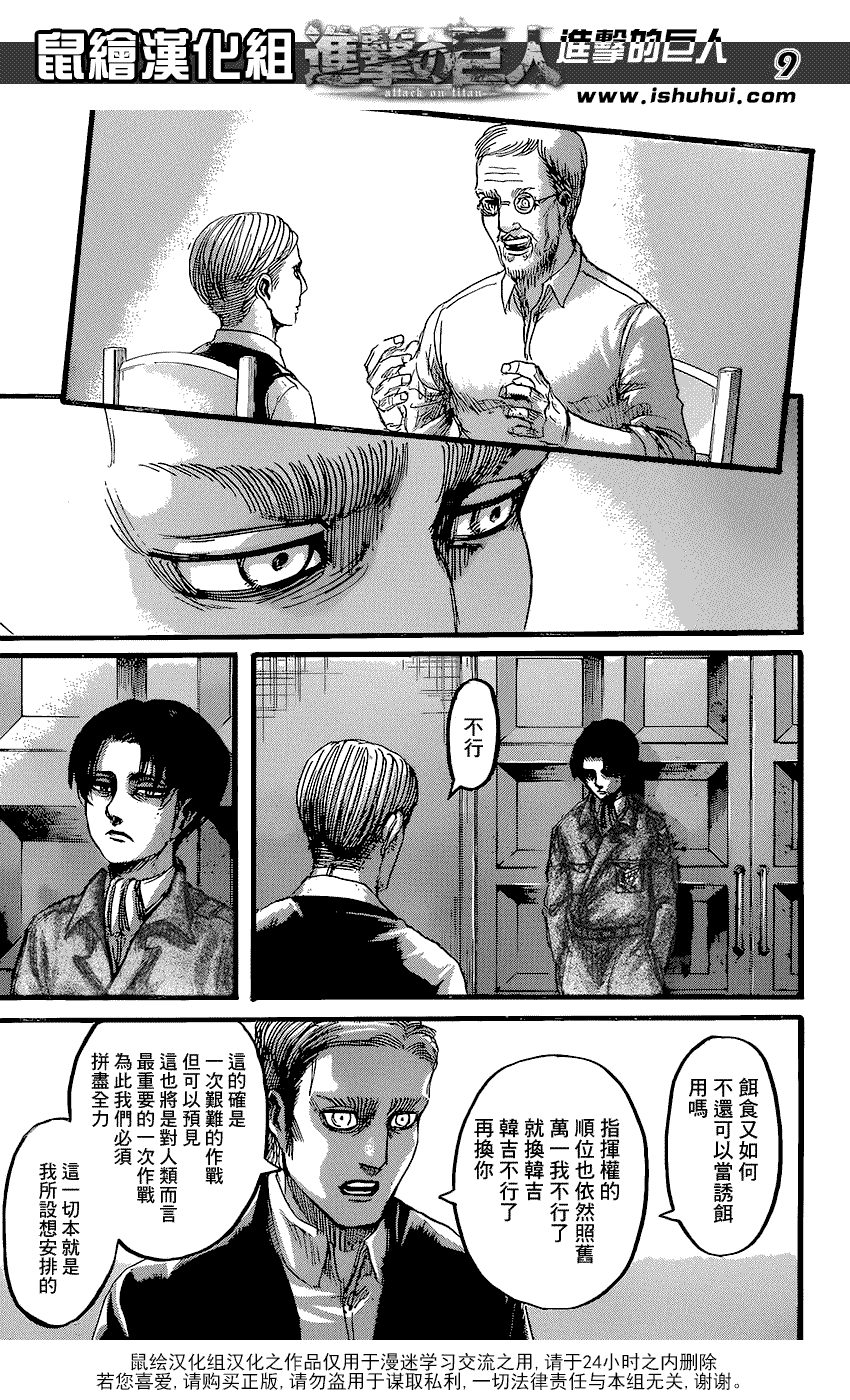 鼠繪漢化組
進撃の巨人
attack on titan
進擊的巨人
www.ishuhui.com
9
不行
餌食又如何
不還可以當誘餌
用嗎
指揮權的
順位也依然照舊
萬一我不行了
就換韓吉
韓吉不行了
再換你
這的確是
一次艱難的作戰
但可以預見
這也將是對人類而言
最重要的一次作戰
為此我們必須
拼盡全力
這一切本就是
我所設想安排的
鼠绘汉化组汉化之作品仅用于漫迷学习交流之用,请于24小时之内删除
若您喜爱,请购买正版,请勿盗用于谋取私利,一切法律责任与本组无关,谢谢。